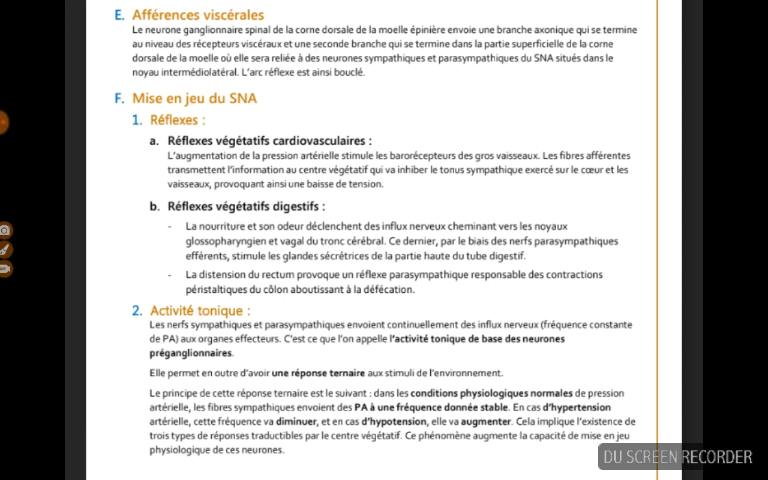 E. Afférences viscérales
Le neurone ganglionnaire spinal de la corne dorsale de la moelle épinière envoie une branche axonique qui se termine
au niveau des récepteurs viscéraux et une seconde branche qui se termine dans la partie superficielle de la corne
dorsale de la moelle où elle sera reliée à des neurones sympathiques et parasympathiques du SNA situés dans le
noyau intermédiolatéral. L'arc réflexe est ainsi bouclé.
F. Mise en jeu du SNA
1. Réflexes :
a. Réflexes végétatifs cardiovasculaires :
L'augmentation de la pression artérielle stimule les barorécepteurs des gros vaisseaux. Les fibres afférentes
transmettent l'information au centre végétatif qui va inhiber le tonus sympathique exercé sur le cœur et les
vaisseaux, provoquant ainsi une baisse de tension.
b. Réflexes végétatifs digestifs :
- La nourriture et son odeur déclenchent des influx nerveux cheminant vers les noyaux
glossopharyngien et vagal du tronc cérébral. Ce dernier, par le biais des nerfs parasympathiques
efférents, stimule les glandes sécrétrices de la partie haute du tube digestif.
- La distension du rectum provoque un réflexe parasympathique responsable des contractions
péristaltiques du côlon aboutissant à la défécation.
2. Activité tonique :
Les nerfs sympathiques et parasympathiques envoient continuellement des influx nerveux (fréquence constante
de PA) aux organes effecteurs. C'est ce que l'on appelle l'activité tonique de base des neurones
préganglionnaires.
Elle permet en outre d'avoir une réponse ternaire aux stimuli de l'environnement.
Le principe de cette réponse ternaire est le suivant : dans les conditions physiologiques normales de pression
artérielle, les fibres sympathiques envoient des PA à une fréquence donnée stable. En cas d'hypertension
artérielle, cette fréquence va diminuer, et en cas d'hypotension, elle va augmenter. Cela implique l'existence de
trois types de réponses traductibles par le centre végétatif. Ce phénomène augmente la capacité de mise en jeu
physiologique de ces neurones.
DU SCREEN RECORDER